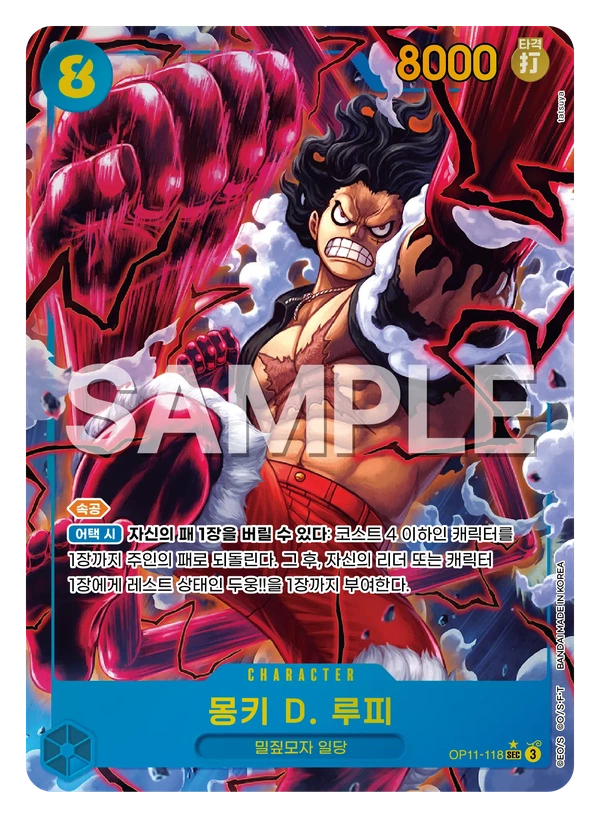 8
8000
타격
打
tatsuya
SAMPLE
속공
어택 시 자신의 패 1장을 버릴 수 있다: 코스트 4 이하인 캐릭터를
1장까지 주인의 패로 되돌린다. 그 후, 자신의 리더 또는 캐릭터
1장에게 레스트 상태인 두웅!!을 1장까지 부여한다.
CHARACTER
몽키 D. 루피
밀짚모자 일당
OP11-118 SEC 3
©EO/S ©O/S·F·T BANDAI MADE IN KOREA